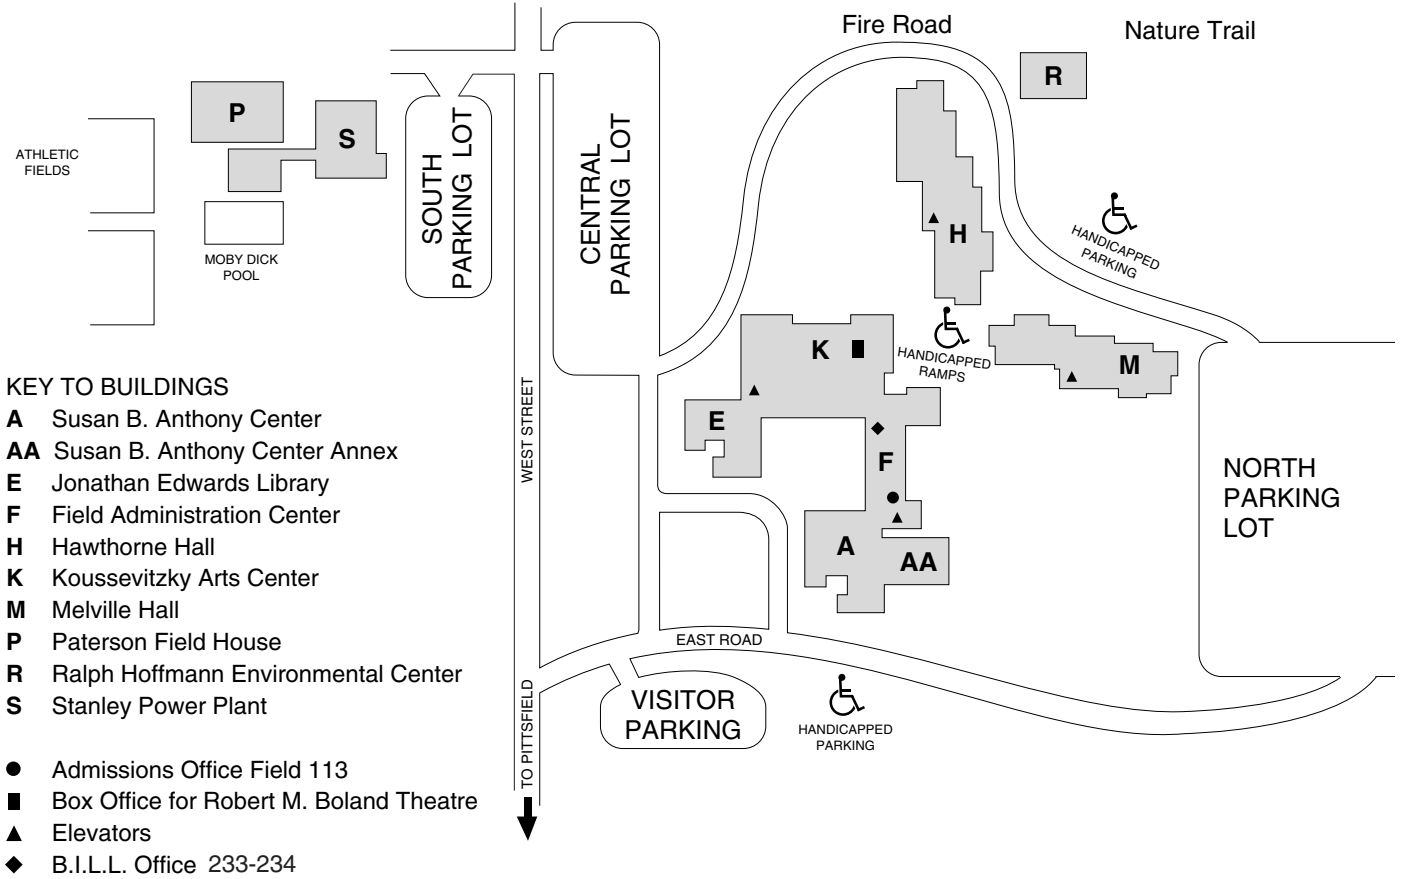 Fire Road
Nature Trail
R
P
S
ATHLETIC
FIELDS
MOBY DICK
POOL
SOUTH
PARKING LOT
CENTRAL
PARKING LOT
H
HANDICAPPED
PARKING
K
HANDICAPPED
RAMPS
M
E
F
A
AA
NORTH
PARKING
LOT
WEST STREET
EAST ROAD
TO PITTSFIELD
VISITOR
PARKING
HANDICAPPED
PARKING
KEY TO BUILDINGS
A Susan B. Anthony Center
AA Susan B. Anthony Center Annex
E Jonathan Edwards Library
F Field Administration Center
H Hawthorne Hall
K Koussevitzky Arts Center
M Melville Hall
P Paterson Field House
R Ralph Hoffmann Environmental Center
S Stanley Power Plant
Admissions Office Field 113
Box Office for Robert M. Boland Theatre
Elevators
B.I.L.L. Office 233-234